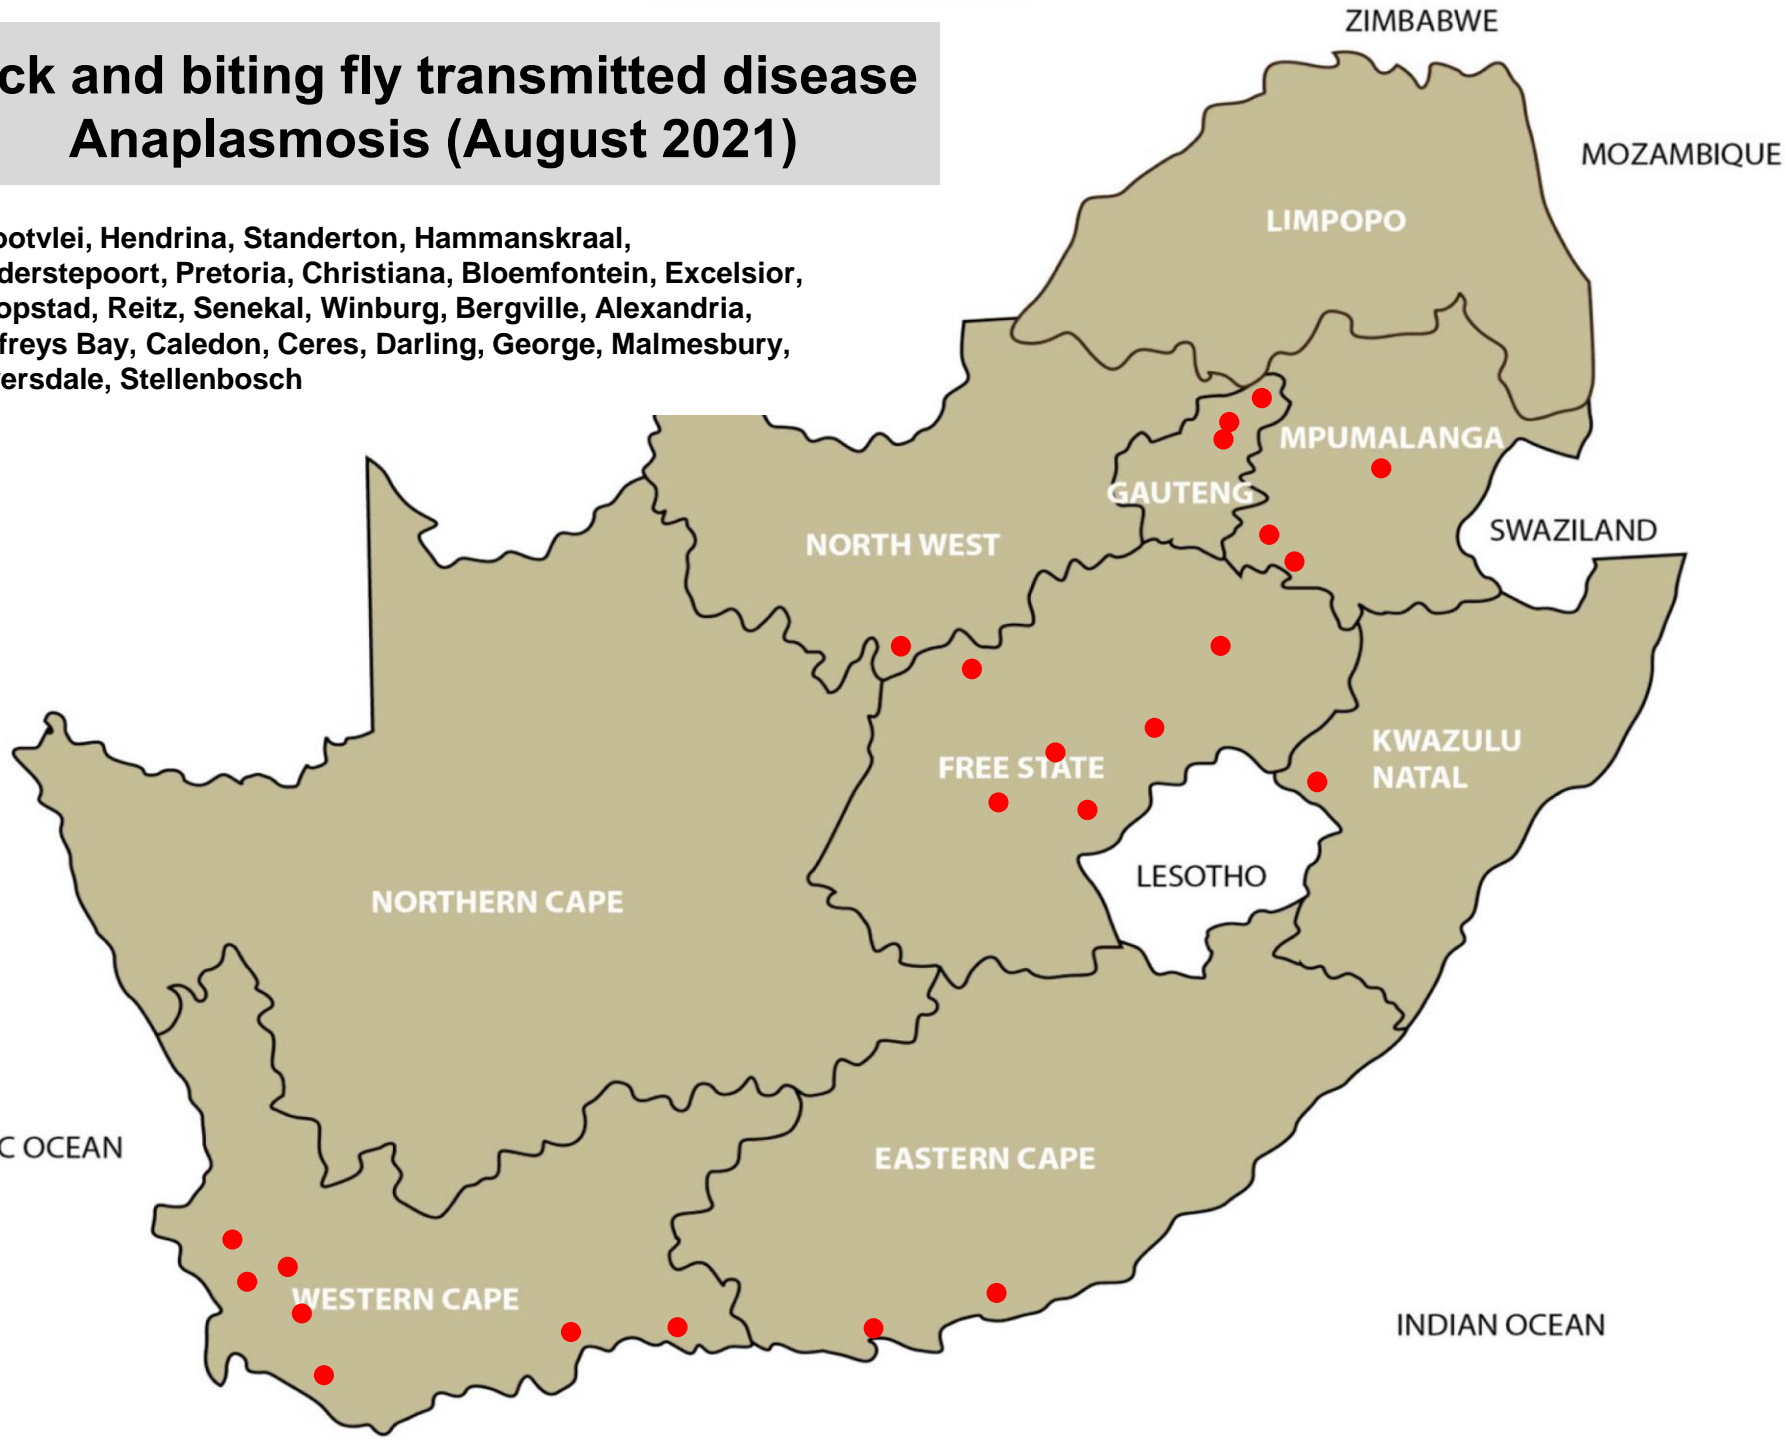 ZIMBABWE
ck and biting fly transmitted disease
Anaplasmosis (August 2021)
MOZAMBIQUE
LIMPOPO
ootvlei, Hendrina, Standerton, Hammanskraal,
derstepoort, Pretoria, Christiana, Bloemfontein, Excelsior,
opstad, Reitz, Senekal, Winburg, Bergville, Alexandria,
freys Bay, Caledon, Ceres, Darling, George, Malmesbury,
ersdale, Stellenbosch
MPUMALANGA
GAUTENG
SWAZILAND
NORTH WEST
KWAZULU
NATAL
FREE STATE
LESOTHO
NORTHERN CAPE
C OCEAN
EASTERN CAPE
WESTERN CAPE
INDIAN OCEAN